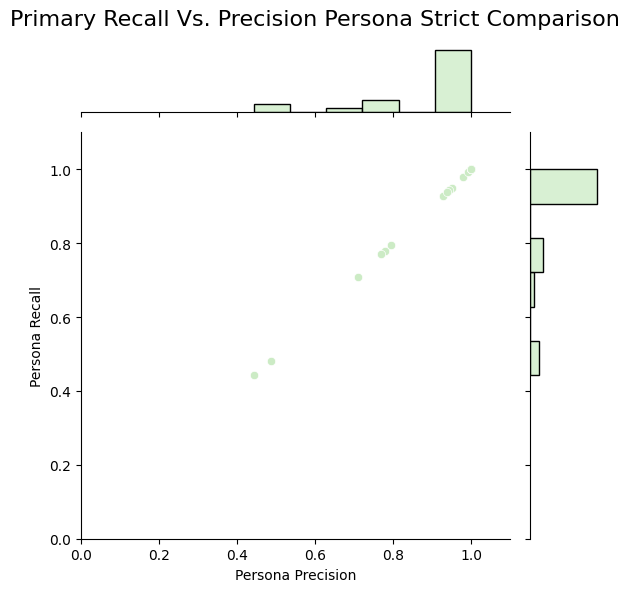 Primary Recall Vs. Precision Persona Strict Comparison
1.0
0.8
0.6
0.4
0.2
0.0
Persona Recall
0.0 0.2 0.4 0.6 0.8 1.0
Persona Precision